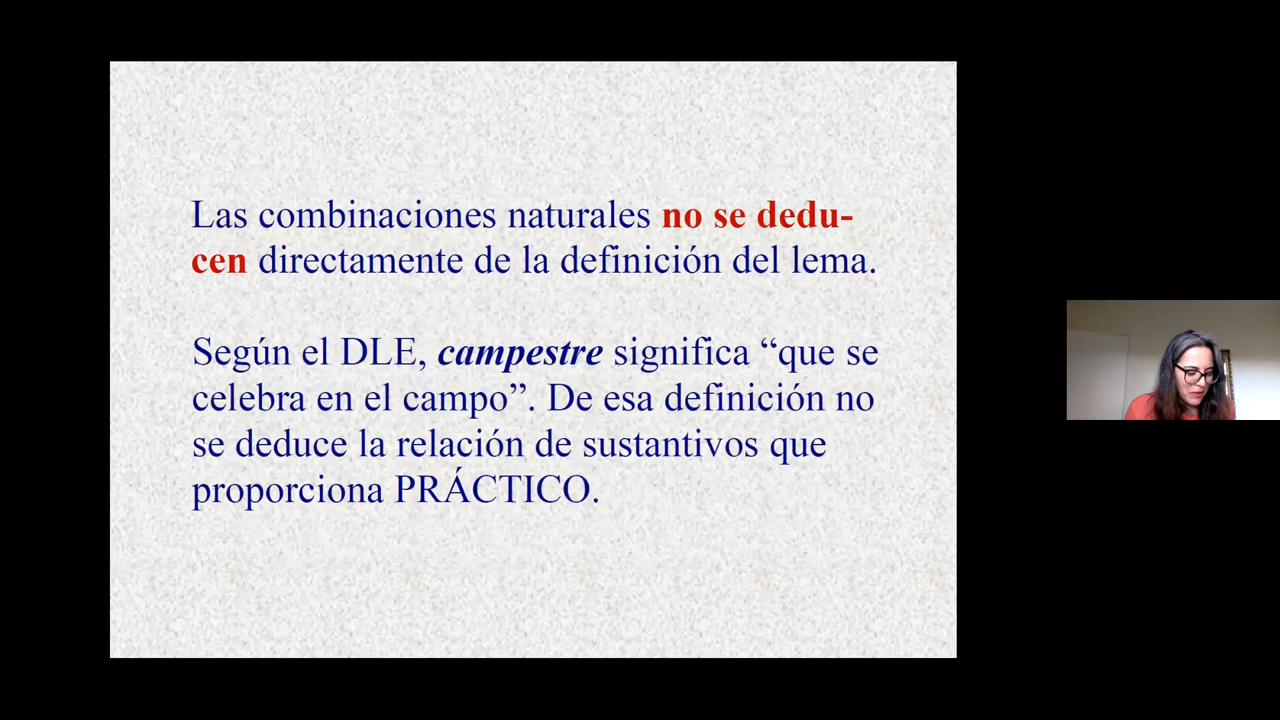 Las combinaciones naturales no se dedu-
cen directamente de la definición del lema.
Según el DLE, campestre significa “que se
celebra en el campo”. De esa definición no
se deduce la relación de sustantivos que
proporciona PRÁCTICO.